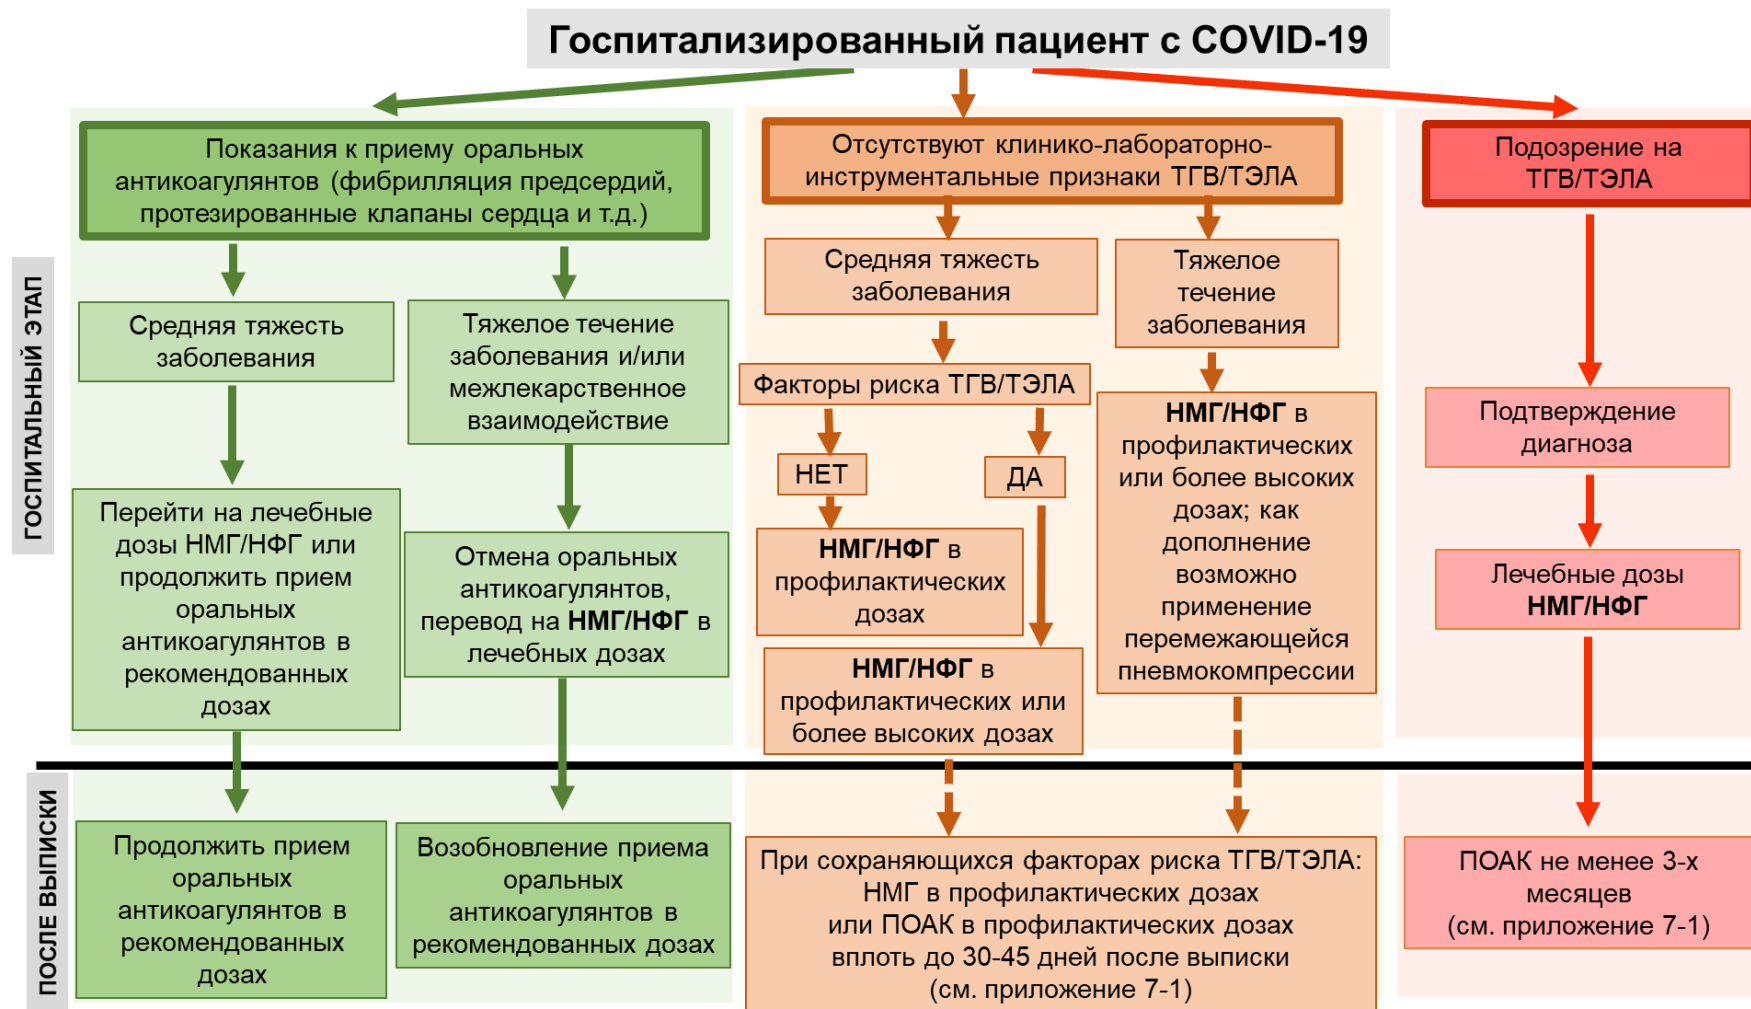 Госпитализированный пациент с COVID-19
ГОСПИТАЛЬНЫЙ ЭТАП
Показания к приему оральных
антикоагулянтов (фибрилляция предсердий,
протезированные клапаны сердца и т.д.)
Средняя тяжесть
заболевания
Перейти на лечебные
дозы НМГ/НФГ или
продолжить прием
оральных
антикоагулянтов в
рекомендованных
дозах
Тяжелое течение
заболевания и/или
межлекарственное
взаимодействие
Отмена оральных
антикоагулянтов,
перевод на НМГ/НФГ в
лечебных дозах
Отсутствуют клинико-лабораторно-
инструментальные признаки ТГВ/ТЭЛА
Средняя тяжесть
заболевания
Факторы риска ТГВ/ТЭЛА
НЕТ
ДА
НМГ/НФГ в
профилактических
дозах
НМГ/НФГ в
профилактических или
более высоких дозах
Тяжелое
течение
заболевания
НМГ/НФГ в
профилактических
или более высоких
дозах; как
дополнение
возможно
применение
перемежающейся
пневмокомпрессии
Подозрение на
ТГВ/ТЭЛА
Подтверждение
диагноза
Лечебные дозы
НМГ/НФГ
ПОСЛЕ ВЫПИСКИ
Продолжить прием
оральных
антикоагулянтов в
рекомендованных
дозах
Возобновление приема
оральных
антикоагулянтов в
рекомендованных дозах
При сохраняющихся факторах риска ТГВ/ТЭЛА:
НМГ в профилактических дозах
или ПОАК в профилактических дозах
вплоть до 30-45 дней после выписки
(см. приложение 7-1)
ПОАК не менее 3-х
месяцев
(см. приложение 7-1)